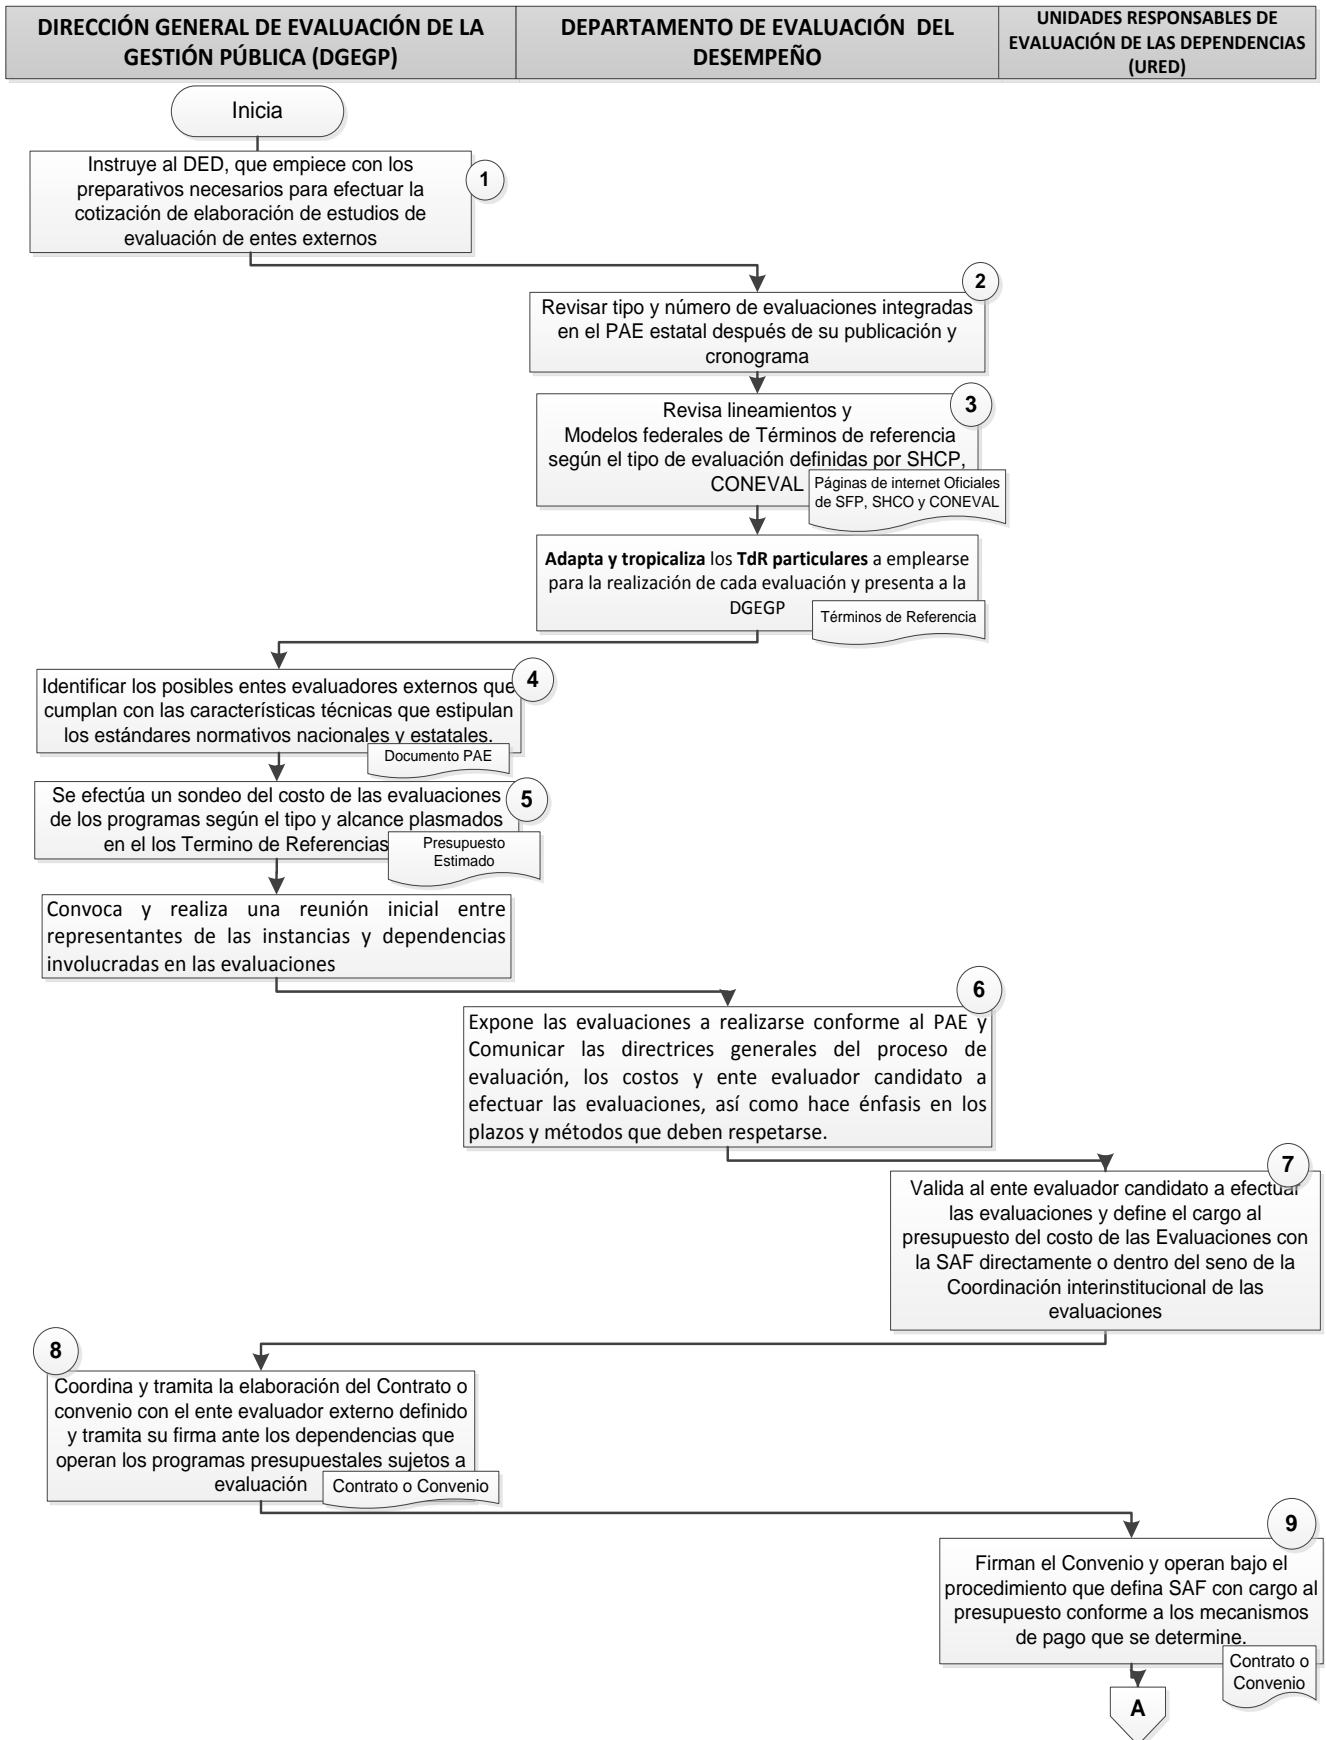 DIRECCIÓN GENERAL DE EVALUACIÓN DE LA
GESTIÓN PÚBLICA (DGEGP)
DEPARTAMENTO DE EVALUACIÓN DEL
DESEMPEÑO
UNIDADES RESPONSABLES DE
EVALUACIÓN DE LAS DEPENDENCIAS
(URED)
Inicia
1
Instruye al DED, que empiece con los
preparativos necesarios para efectuar la
cotización de elaboración de estudios de
evaluación de entes externos
2
Revisar tipo y número de evaluaciones integradas
en el PAE estatal después de su publicación y
cronograma
3
Revisa lineamientos y
Modelos federales de Términos de referencia
según el tipo de evaluación definidas por SHCP,
CONEVAL
Páginas de internet Oficiales
de SFP, SHCO y CONEVAL
Adapta y tropicaliza los TdR particulares a emplearse
para la realización de cada evaluación y presenta a la
DGEGP
Términos de Referencia
4
Identificar los posibles entes evaluadores externos que
cumplan con las características técnicas que estipulan
los estándares normativos nacionales y estatales.
Documento PAE
5
Se efectúa un sondeo del costo de las evaluaciones
de los programas según el tipo y alcance plasmados
en el los Termino de Referencias
Presupuesto
Estimado
Convoca y realiza una reunión inicial entre
representantes de las instancias y dependencias
involucradas en las evaluaciones
6
Expone las evaluaciones a realizarse conforme al PAE y
Comunicar las directrices generales del proceso de
evaluación, los costos y ente evaluador candidato a
efectuar las evaluaciones, así como hace énfasis en los
plazos y métodos que deben respetarse.
7
Valida al ente evaluador candidato a efectuar
las evaluaciones y define el cargo al
presupuesto del costo de las Evaluaciones con
la SAF directamente o dentro del seno de la
Coordinación interinstitucional de las
evaluaciones
8
Coordina y tramita la elaboración del Contrato o
convenio con el ente evaluador externo definido
y tramita su firma ante los dependencias que
operan los programas presupuestales sujetos a
evaluación
Contrato o Convenio
9
Firman el Convenio y operan bajo el
procedimiento que defina SAF con cargo al
presupuesto conforme a los mecanismos
de pago que se determine.
Contrato o
Convenio
A